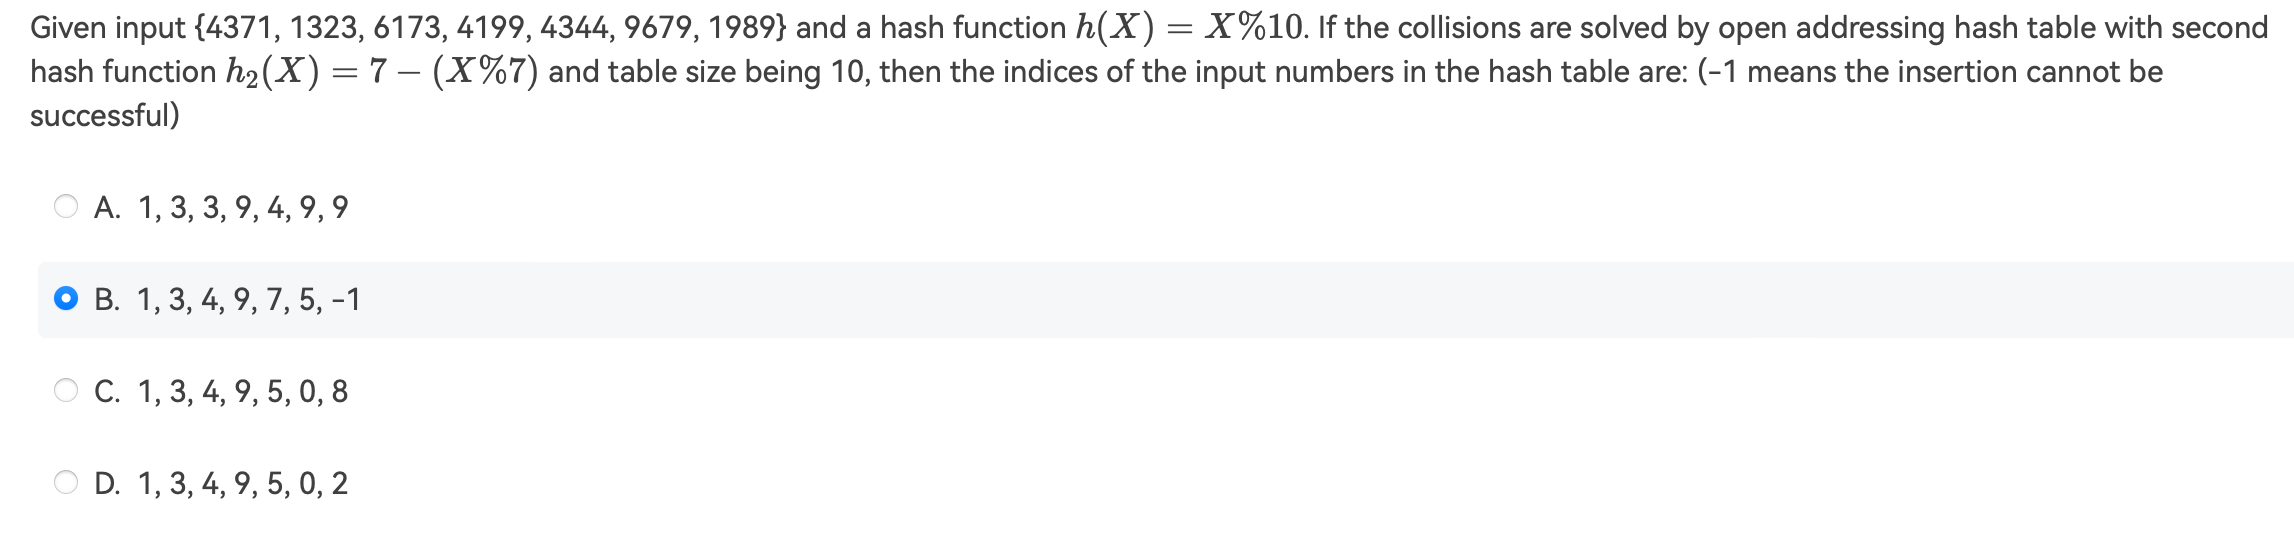 Given input {4371, 1323, 6173, 4199, 4344, 9679, 1989} and a hash function h(X) = X%10. If the collisions are solved by open addressing hash table with second
hash function h₂(X) = 7 − (X%7) and table size being 10, then the indices of the input numbers in the hash table are: (-1 means the insertion cannot be
successful)
A. 1, 3, 3, 9, 4, 9, 9
B. 1, 3, 4, 9, 7, 5, -1
C. 1, 3, 4, 9, 5, 0, 8
D. 1, 3, 4, 9, 5, 0, 2